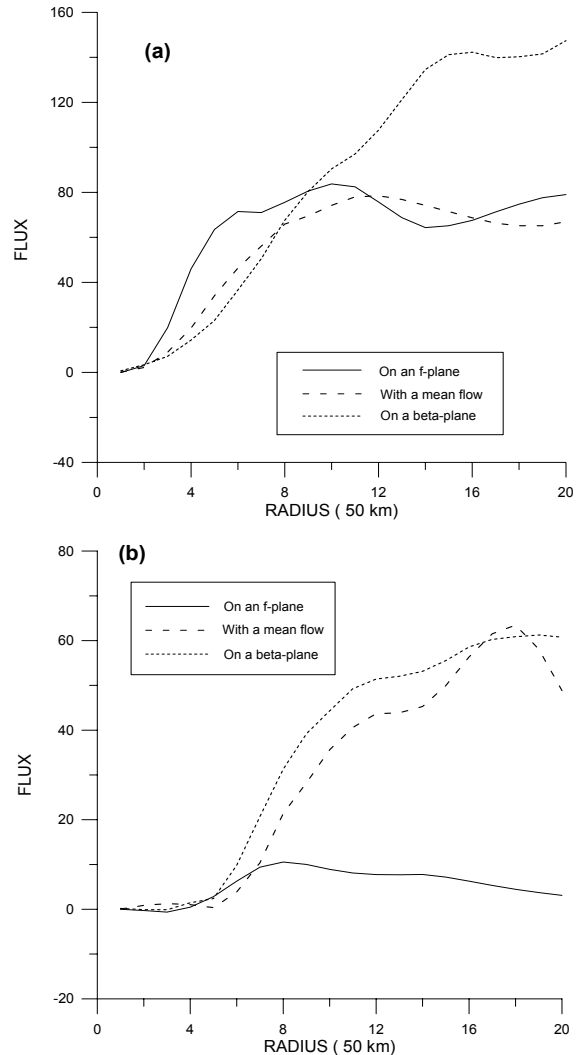 160
(a)
120
80
FLUX
40
0
On an f-plane
With a mean flow
On a beta-plane
-40
0 4 8 12 16 20
RADIUS ( 50 km)
80
(b)
On an f-plane
With a mean flow
On a beta-plane
60
40
FLUX
20
0
-20
0 4 8 12 16 20
RADIUS ( 50 km)